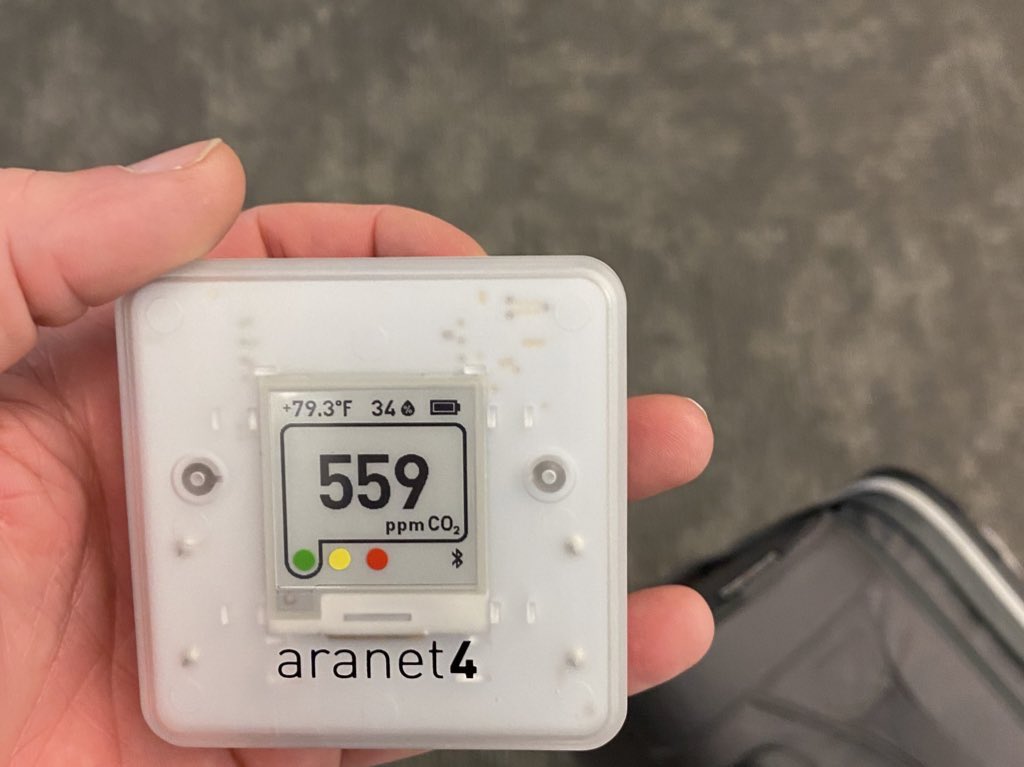 +79.3°F 34%
559
ppm CO₂
aranet4